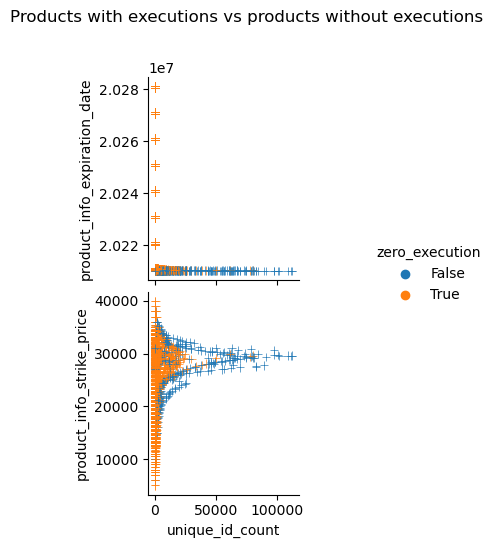 Products with executions vs products without executions
1e7
2.028
2.026
2.024
2.022
product_info_expiration_date
zero_execution
False
True
40000
30000
20000
10000
product_info_strike_price
0
50000
100000
unique_id_count